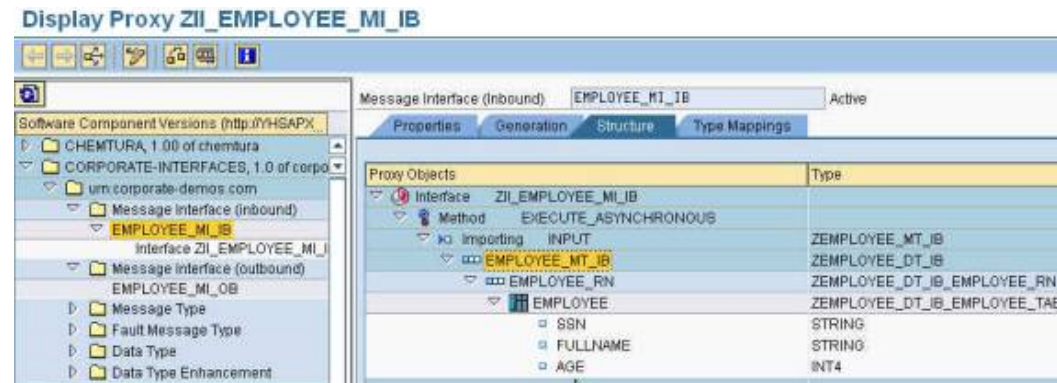 Display Proxy ZII_EMPLOYEE_MI_IB
Message Interface (Inbound) EMPLOYEE_MI_IB Active
Software Component Versions (http://YHSAPX
Properties Generation Structure Type Mappings
CHEMTURA, 1.00 of chemtura
CORPORATE-INTERFACES, 1.0 of corpo
urn:corporate-demos.com
Message Interface (inbound)
EMPLOYEE_MI_IB
Interface ZII_EMPLOYEE_MI_I
Message Interface (outbound)
EMPLOYEE_MI_OB
Message Type
Fault Message Type
Data Type
Data Type Enhancement
Proxy Objects Type
Interface ZII_EMPLOYEE_MI_IB
Method EXECUTE_ASYNCHRONOUS
Importing INPUT ZEMPLOYEE_MT_IB
EMPLOYEE_MT_IB ZEMPLOYEE_DT_IB
EMPLOYEE_RN ZEMPLOYEE_DT_IB_EMPLOYEE_RN
EMPLOYEE ZEMPLOYEE_DT_IB_EMPLOYEE_TAB
SSN STRING
FULLNAME STRING
AGE INT4